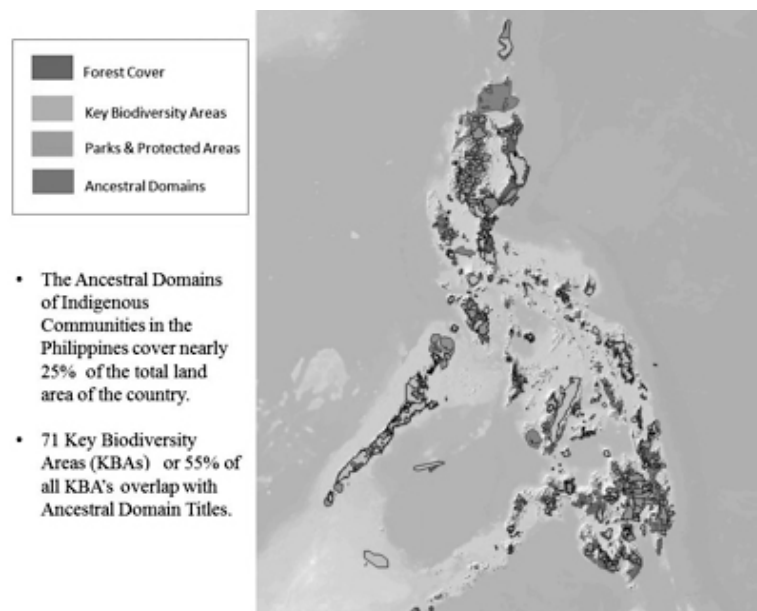 Forest Cover
Key Biodiversity Areas
Parks & Protected Areas
Ancestral Domains
• The Ancestral Domains
of Indigenous
Communities in the
Philippines cover nearly
25% of the total land
area of the country.
• 71 Key Biodiversity
Areas (KBAs) or 55% of
all KBA's overlap with
Ancestral Domain Titles.